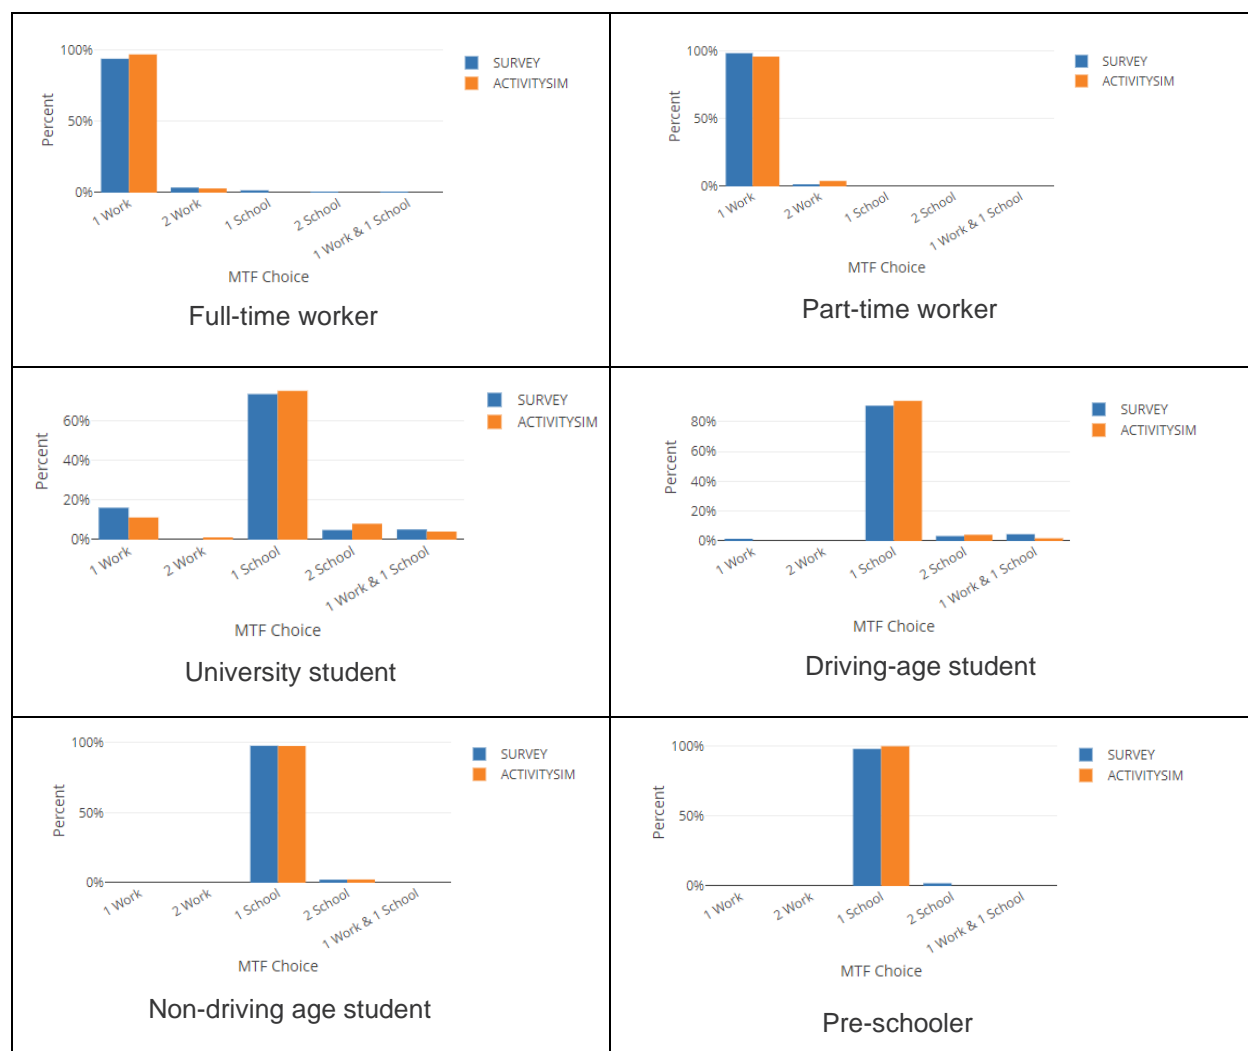 100%
50%
0%
Percent
1 Work
2 Work
1 School
2 School
1 Work & 1 School
MTF Choice
SURVEY
ACTIVITYSIM
Full-time worker
100%
50%
0%
Percent
1 Work
2 Work
1 School
2 School
1 Work & 1 School
MTF Choice
SURVEY
ACTIVITYSIM
Part-time worker
60%
40%
20%
0%
Percent
1 Work
2 Work
1 School
2 School
1 Work & 1 School
MTF Choice
SURVEY
ACTIVITYSIM
University student
80%
60%
40%
20%
0%
Percent
1 Work
2 Work
1 School
2 School
1 Work & 1 School
MTF Choice
SURVEY
ACTIVITYSIM
Driving-age student
100%
50%
0%
Percent
1 Work
2 Work
1 School
2 School
1 Work & 1 School
MTF Choice
SURVEY
ACTIVITYSIM
Non-driving age student
100%
50%
0%
Percent
1 Work
2 Work
1 School
2 School
1 Work & 1 School
MTF Choice
SURVEY
ACTIVITYSIM
Pre-schooler